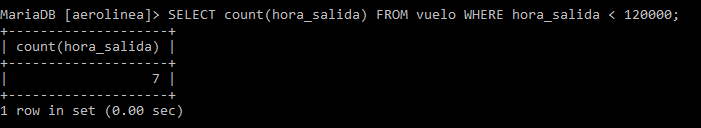 MariaDB [aerolinea]> SELECT count(hora_salida) FROM vuelo WHERE hora_salida < 120000;
+--------------------+
| count(hora_salida) |
+--------------------+
|                  7 |
+--------------------+
1 row in set (0.00 sec)